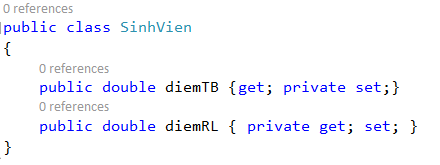 0 references
public class SinhVien
{
0 references
public double diemTB {get; private set;}
0 references
public double diemRL { private get; set; }
}